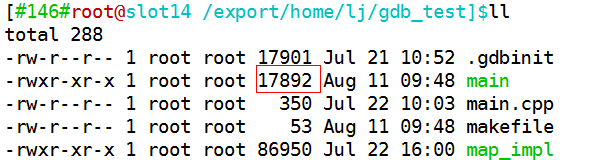 [#146#root@slot14 /export/home/lj/gdb_test]$ll
total 288
-rw-r--r-- 1 root root 17901 Jul 21 10:52 .gdbinit
-rwxr-xr-x 1 root root 17892 Aug 11 09:48 main
-rw-r--r-- 1 root root   350 Jul 22 10:03 main.cpp
-rwxr-xr-x 1 root root    53 Aug 11 09:48 makefile
-rwxr-xr-x 1 root root 86950 Jul 22 16:00 map_impl